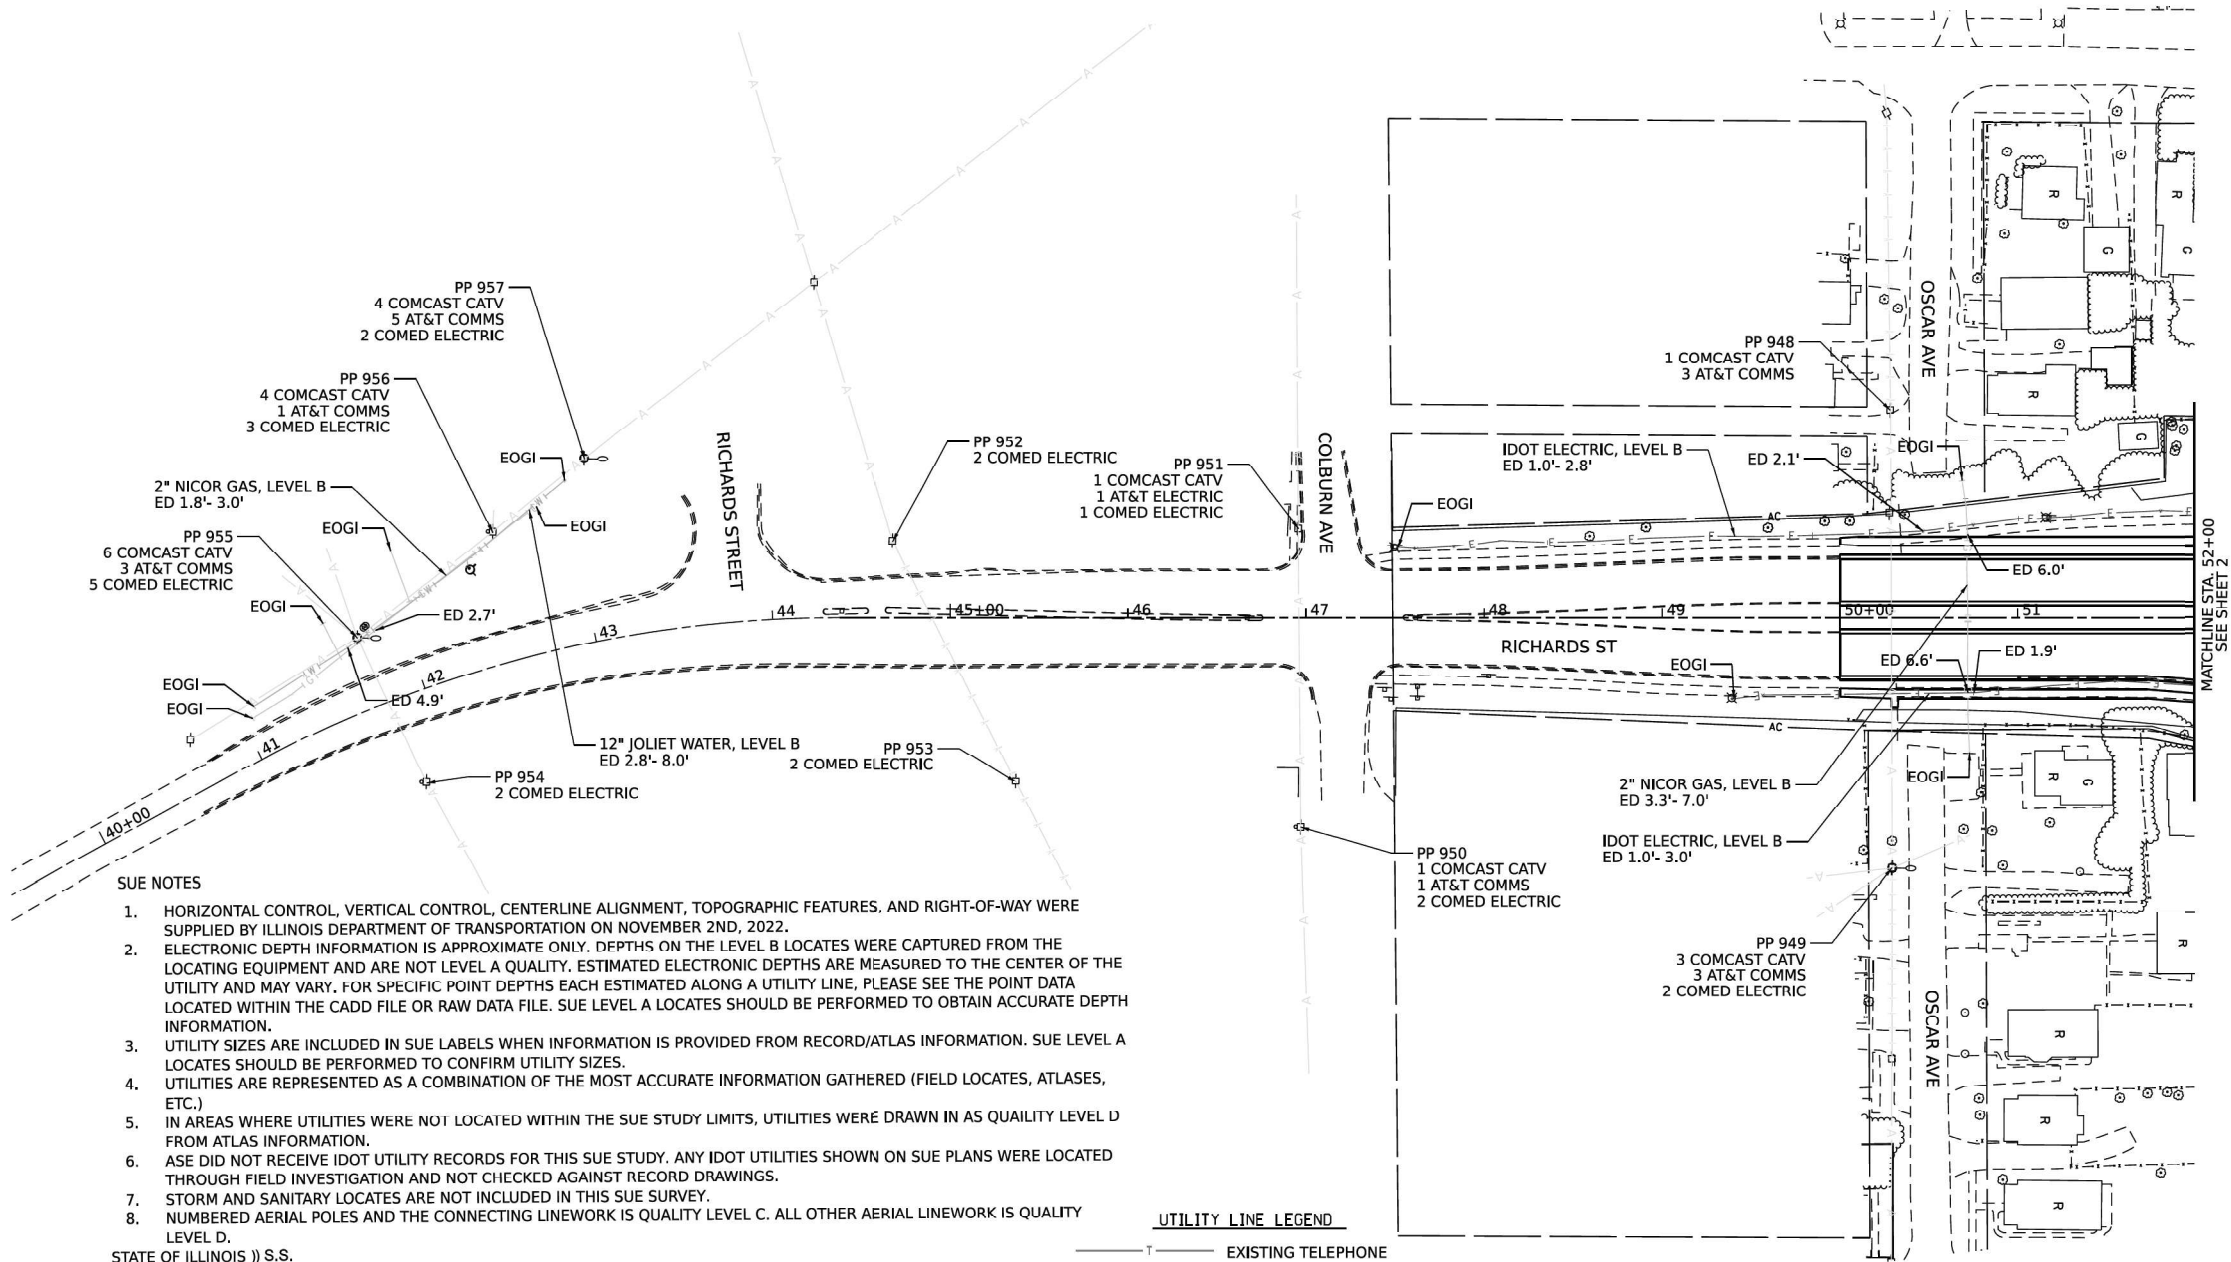 PP 957
4 COMCAST CATV
5 AT&T COMMS
2 COMED ELECTRIC
PP 956
4 COMCAST CATV
1 AT&T COMMS
3 COMED ELECTRIC
EOGI
2" NICOR GAS, LEVEL B
ED 1.8'- 3.0'
EOGI
EOGI
PP 955
6 COMCAST CATV
3 AT&T COMMS
5 COMED ELECTRIC
EOGI
ED 2.7'
EOGI
EOGI
ED 4.9'
RICHARDS STREET
PP 952
2 COMED ELECTRIC
PP 951
1 COMCAST CATV
1 AT&T ELECTRIC
1 COMED ELECTRIC
COLBURN AVE
EOGI
IDOT ELECTRIC, LEVEL B
ED 1.0'- 2.8'
PP 948
1 COMCAST CATV
3 AT&T COMMS
ED 2.1'
EOGI
OSCAR AVE
R
R
G
G
R
G
AC
E
E
E
E
E
E
E
E
ED 6.0'
40+00
41
42
43
44
45+00
46
47
48
49
50+00
51
RICHARDS ST
EOGI
ED 6.6'
ED 1.9'
MATCHLINE STA. 52+00
SEE SHEET 2
AC
12" JOLIET WATER, LEVEL B
ED 2.8'- 8.0'
PP 953
2 COMED ELECTRIC
PP 954
2 COMED ELECTRIC
2" NICOR GAS, LEVEL B
ED 3.3'- 7.0'
EOGI
R
G
IDOT ELECTRIC, LEVEL B
ED 1.0'- 3.0'
PP 950
1 COMCAST CATV
1 AT&T COMMS
2 COMED ELECTRIC
PP 949
3 COMCAST CATV
3 AT&T COMMS
2 COMED ELECTRIC
OSCAR AVE
R
R
R
R
SUE NOTES
1. HORIZONTAL CONTROL, VERTICAL CONTROL, CENTERLINE ALIGNMENT, TOPOGRAPHIC FEATURES, AND RIGHT-OF-WAY WERE
SUPPLIED BY ILLINOIS DEPARTMENT OF TRANSPORTATION ON NOVEMBER 2ND, 2022.
2. ELECTRONIC DEPTH INFORMATION IS APPROXIMATE ONLY. DEPTHS ON THE LEVEL B LOCATES WERE CAPTURED FROM THE
LOCATING EQUIPMENT AND ARE NOT LEVEL A QUALITY. ESTIMATED ELECTRONIC DEPTHS ARE MEASURED TO THE CENTER OF THE
UTILITY AND MAY VARY. FOR SPECIFIC POINT DEPTHS EACH ESTIMATED ALONG A UTILITY LINE, PLEASE SEE THE POINT DATA
LOCATED WITHIN THE CADD FILE OR RAW DATA FILE. SUE LEVEL A LOCATES SHOULD BE PERFORMED TO OBTAIN ACCURATE DEPTH
INFORMATION.
3. UTILITY SIZES ARE INCLUDED IN SUE LABELS WHEN INFORMATION IS PROVIDED FROM RECORD/ATLAS INFORMATION. SUE LEVEL A
LOCATES SHOULD BE PERFORMED TO CONFIRM UTILITY SIZES.
4. UTILITIES ARE REPRESENTED AS A COMBINATION OF THE MOST ACCURATE INFORMATION GATHERED (FIELD LOCATES, ATLASES,
ETC.)
5. IN AREAS WHERE UTILITIES WERE NOT LOCATED WITHIN THE SUE STUDY LIMITS, UTILITIES WERE DRAWN IN AS QUAILITY LEVEL D
FROM ATLAS INFORMATION.
6. ASE DID NOT RECEIVE IDOT UTILITY RECORDS FOR THIS SUE STUDY. ANY IDOT UTILITIES SHOWN ON SUE PLANS WERE LOCATED
THROUGH FIELD INVESTIGATION AND NOT CHECKED AGAINST RECORD DRAWINGS.
7. STORM AND SANITARY LOCATES ARE NOT INCLUDED IN THIS SUE SURVEY.
8. NUMBERED AERIAL POLES AND THE CONNECTING LINEWORK IS QUALITY LEVEL C. ALL OTHER AERIAL LINEWORK IS QUALITY
LEVEL D.
STATE OF ILLINOIS )) S.S.
UTILITY LINE LEGEND
T EXISTING TELEPHONE